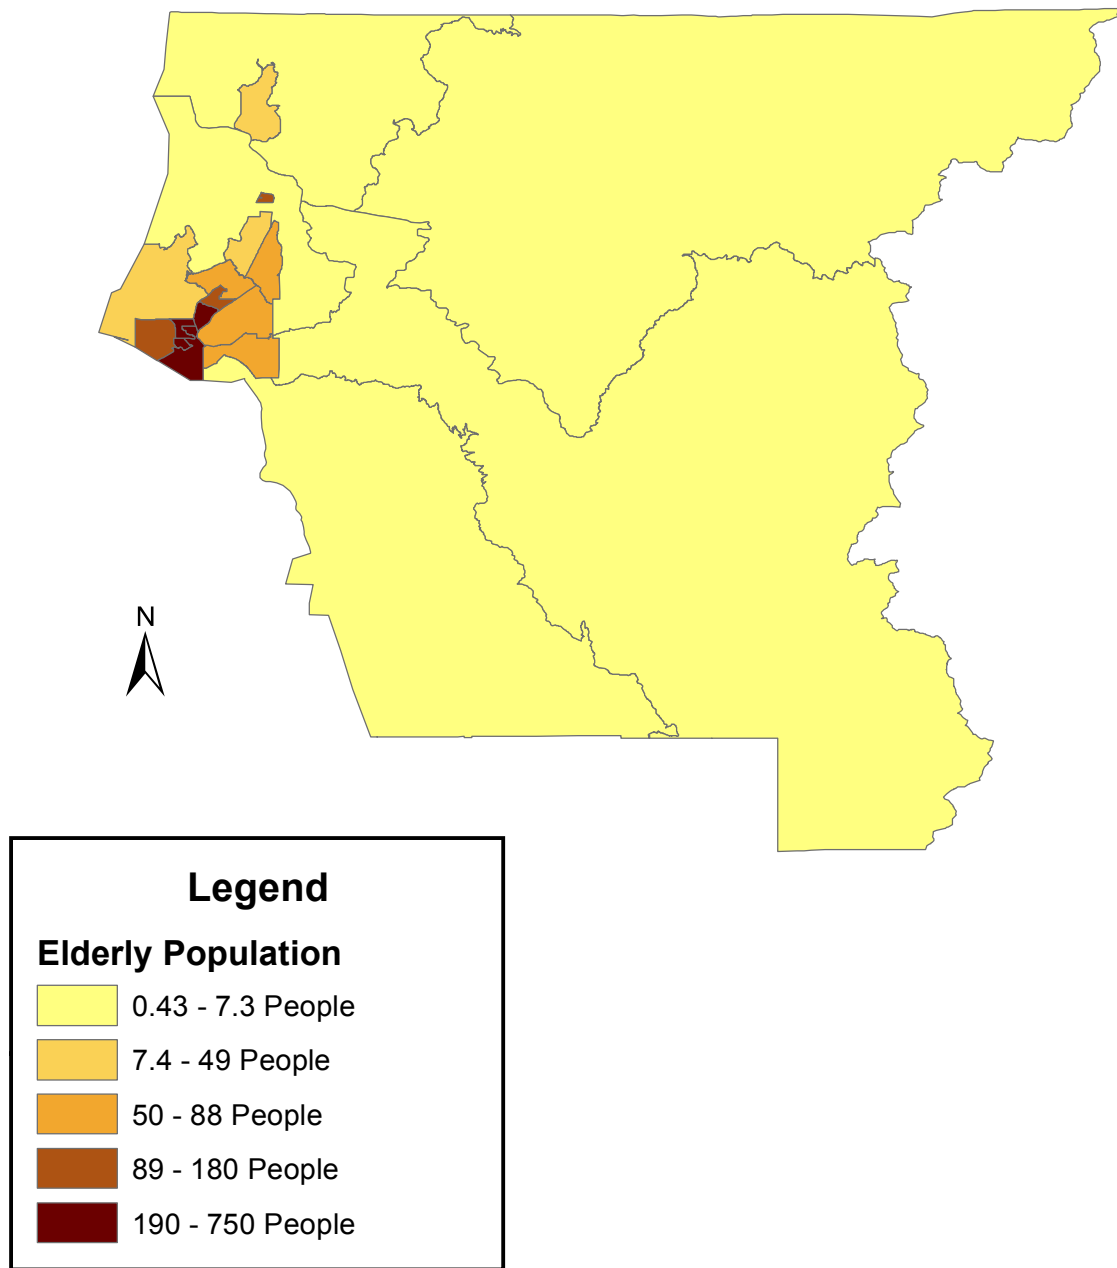 N
Legend
Elderly Population
0.43 - 7.3 People
7.4 - 49 People
50 - 88 People
89 - 180 People
190 - 750 People